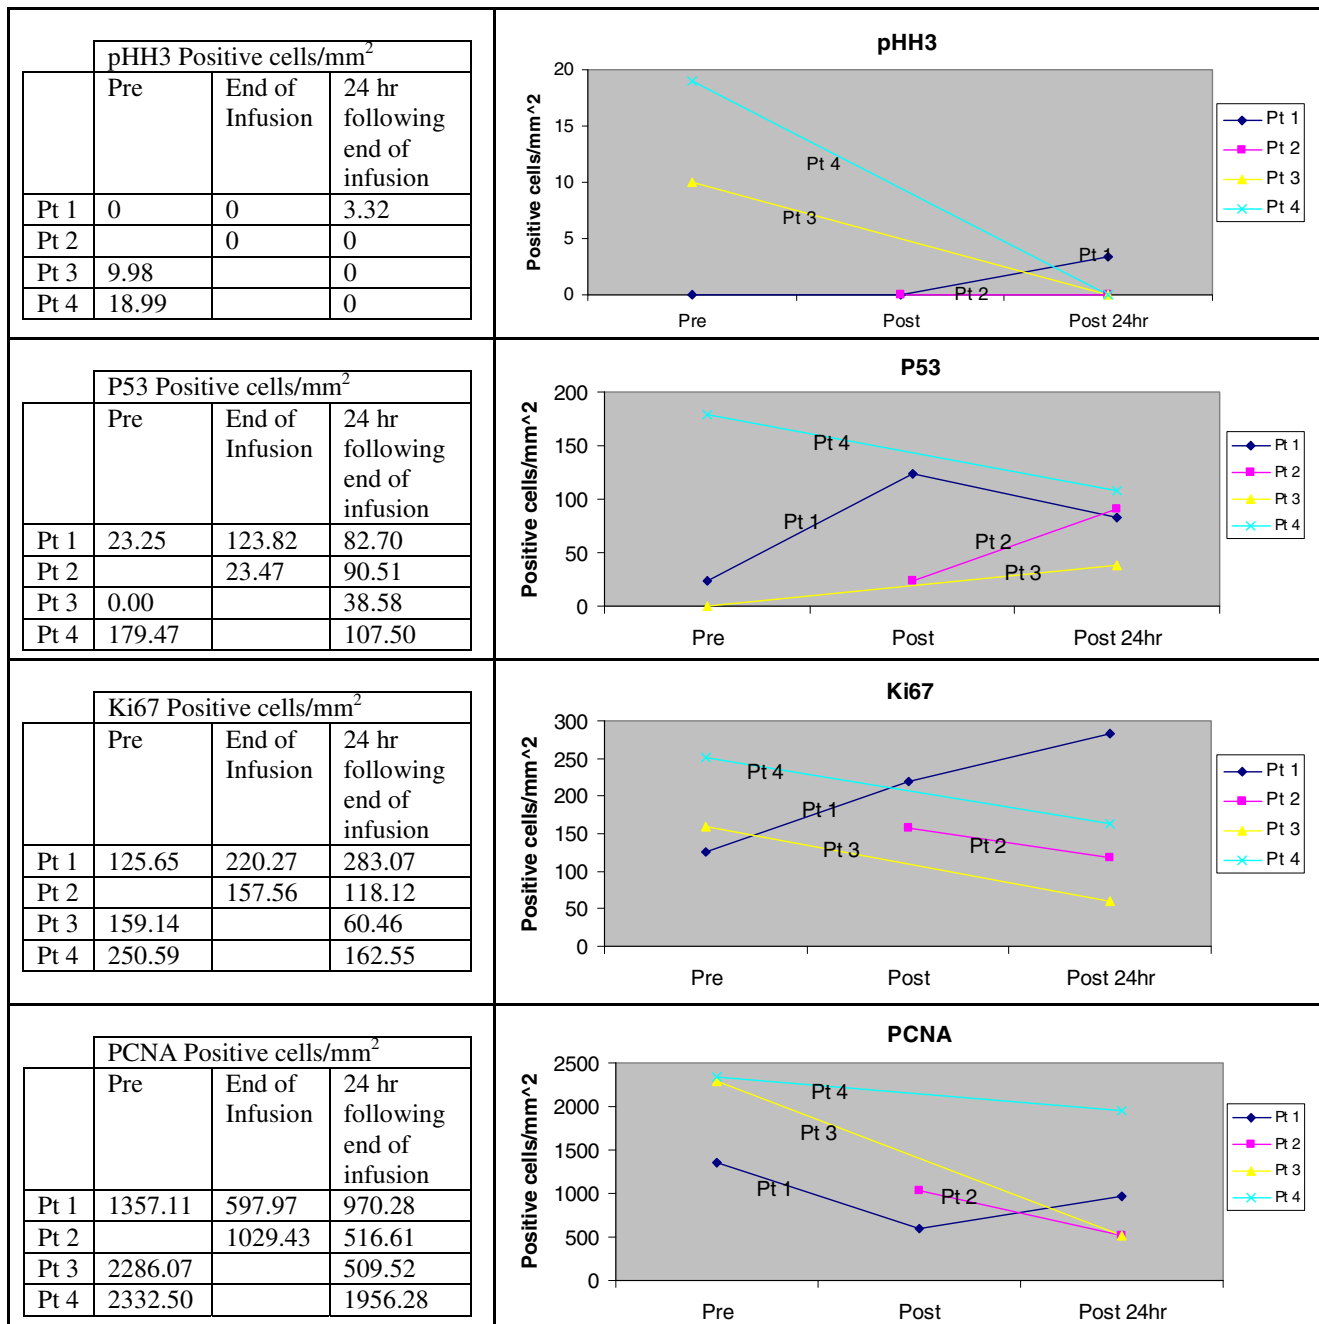 pHH3 Positive cells/mm²
Pre End of 24 hr
Infusion following
end of
infusion
Pt 1 0 0 3.32
Pt 2 0 0
Pt 3 9.98 0
Pt 4 18.99 0
pHH3
Positive cells/mm^2
20
15
10
5
0
Pt 4
Pt 3
Pt 1
Pt 2
Pre Post Post 24hr
Pt 1
Pt 2
Pt 3
Pt 4
P53 Positive cells/mm²
Pre End of 24 hr
Infusion following
end of
infusion
Pt 1 23.25 123.82 82.70
Pt 2 23.47 90.51
Pt 3 0.00 38.58
Pt 4 179.47 107.50
P53
Positive cells/mm^2
200
150
100
50
0
Pt 4
Pt 1
Pt 2
Pt 3
Pre Post Post 24hr
Pt 1
Pt 2
Pt 3
Pt 4
Ki67 Positive cells/mm²
Pre End of 24 hr
Infusion following
end of
infusion
Pt 1 125.65 220.27 283.07
Pt 2 157.56 118.12
Pt 3 159.14 60.46
Pt 4 250.59 162.55
Ki67
Positive cells/mm^2
300
250
200
150
100
50
0
Pt 4
Pt 1
Pt 3
Pt 2
Pre Post Post 24hr
Pt 1
Pt 2
Pt 3
Pt 4
PCNA Positive cells/mm²
Pre End of 24 hr
Infusion following
end of
infusion
Pt 1 1357.11 597.97 970.28
Pt 2 1029.43 516.61
Pt 3 2286.07 509.52
Pt 4 2332.50 1956.28
PCNA
Positive cells/mm^2
2500
2000
1500
1000
500
0
Pt 4
Pt 3
Pt 1
Pt 2
Pre Post Post 24hr
Pt 1
Pt 2
Pt 3
Pt 4